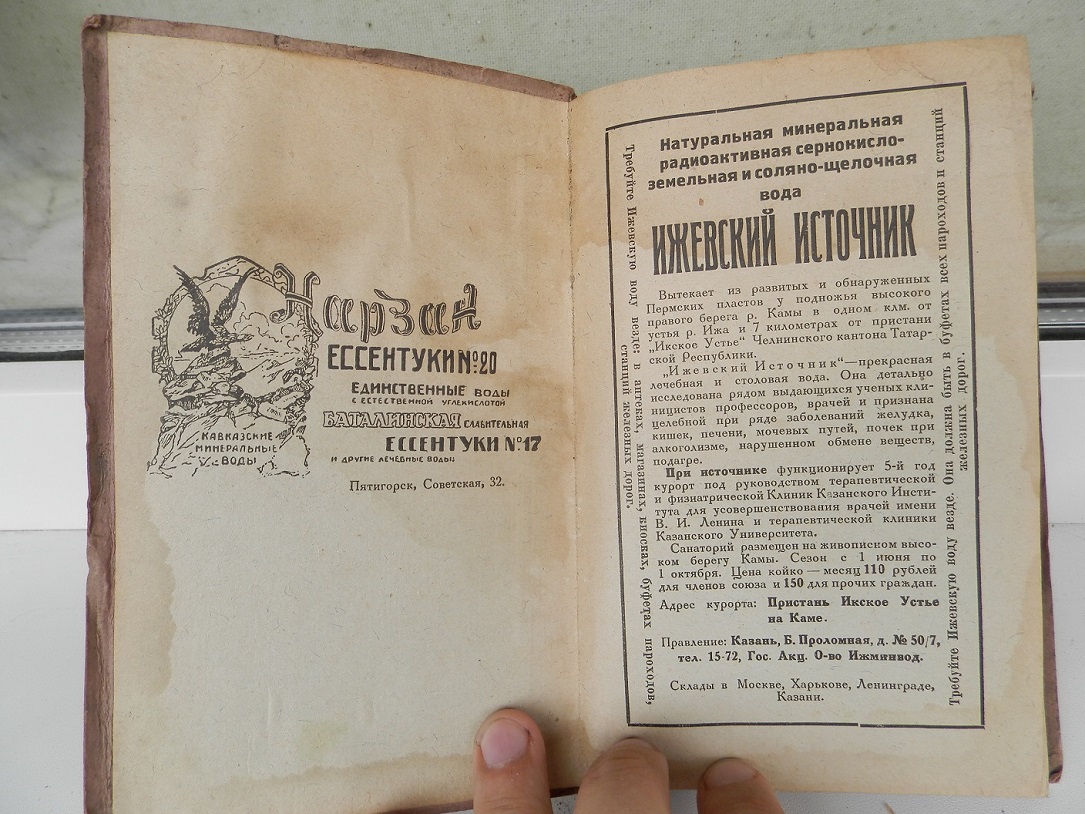 Нарзан
ЕССЕНТУКИ №20
ЕДИНСТВЕННЫЕ ВОДЫ
С ЕСТЕСТВЕННОЙ УГЛЕКИСЛОТОЙ
БАТАЛИНСКАЯ СЛАБИТЕЛЬНАЯ
ЕССЕНТУКИ №17
И ДРУГИЕ ЛЕЧЕБНЫЕ ВОДЫ
КАВКАЗСКИЕ
МИНЕРАЛЬНЫЕ
ВОДЫ
Пятигорск, Советская, 32.
Требуйте Ижевскую воду везде: в аптеках, магазинах, киосках, буфетах пароходов,
станций железных дорог.
Натуральная минеральная
радиоактивная сернокисло-
земельная и соляно-щелочная
вода
ИЖЕВСКИЙ ИСТОЧНИК
Вытекает из развитых и обнаруженных
Пермских пластов у подножья высокого
правого берега р. Камы в одном клм. от
устья р. Ижа и 7 километрах от пристани
„Икское Устье" Челнинского кантона Татар-
ской Республики.
„Ижевский Источник"—прекрасная
лечебная и столовая вода. Она детально
исследована рядом выдающихся ученых кли-
ницистов профессоров, врачей и признана
целебной при ряде заболеваний желудка,
кишек, печени, мочевых путей, почек при
алкоголизме, нарушенном обмене веществ,
подагре.
При источнике функционирует 5-й год
курорт под руководством терапевтической
и физиатрической Клиник Казанского Инсти-
тута для усовершенствования врачей имени
В. И. Ленина и терапевтической клиники
Казанского Университета.
Санаторий размещен на живописном высо-
ком берегу Камы. Сезон с 1 июня по
1 октября. Цена койко — месяц 110 рублей
для членов союза и 150 для прочих граждан.
Адрес курорта: Пристань Икское Устье
на Каме.
Правление: Казань, Б. Проломная, д. № 50/7,
тел. 15-72, Гос. Акц. О-во Ижминвод.
Склады в Москве, Харькове, Ленинграде,
Казани.
Требуйте Ижевскую воду везде. Она должна быть в буфетах всех пароходов и станций
железных дорог.